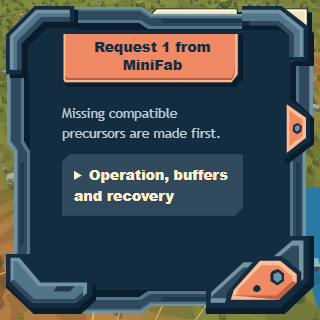 Request 1 from
MiniFab
Missing compatible
precursors are made first.
▶ Operation, buffers
and recovery